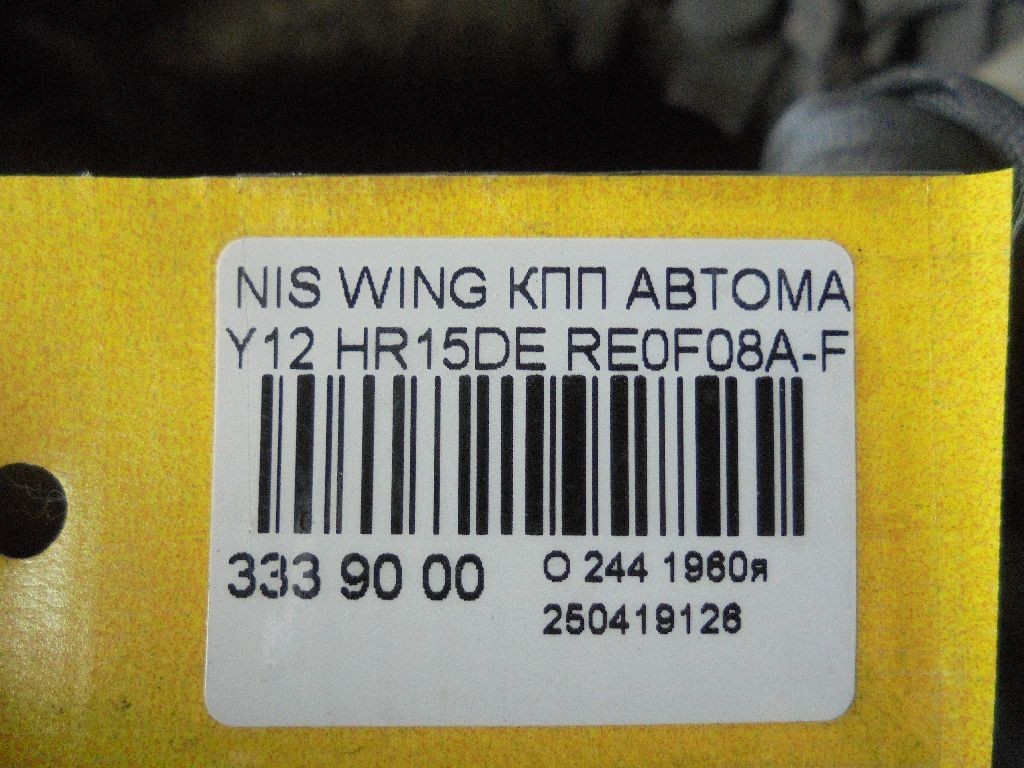 NIS WING КПП АВТОМА
Y12 HR15DE RE0F08A-F
333 90 00
О 244 1960я
250419126